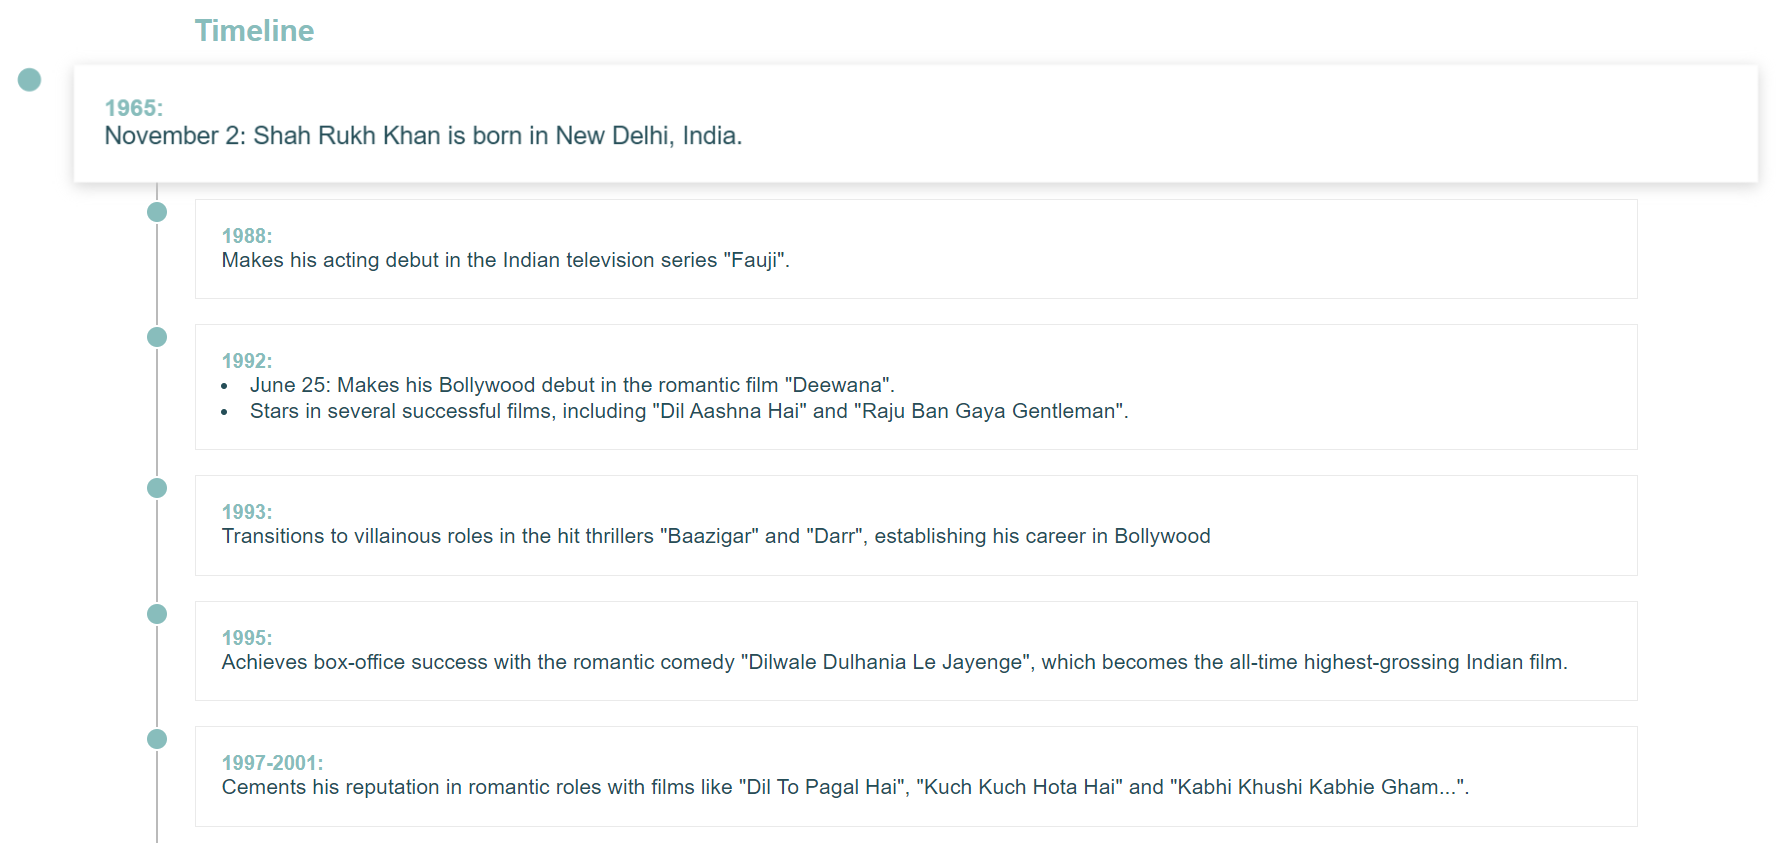 Timeline
1965:
November 2: Shah Rukh Khan is born in New Delhi, India.
1988:
Makes his acting debut in the Indian television series "Fauji".
1992:
• June 25: Makes his Bollywood debut in the romantic film "Deewana".
• Stars in several successful films, including "Dil Aashna Hai" and "Raju Ban Gaya Gentleman".
1993:
Transitions to villainous roles in the hit thrillers "Baazigar" and "Darr", establishing his career in Bollywood
1995:
Achieves box-office success with the romantic comedy "Dilwale Dulhania Le Jayenge", which becomes the all-time highest-grossing Indian film.
1997-2001:
Cements his reputation in romantic roles with films like "Dil To Pagal Hai", "Kuch Kuch Hota Hai" and "Kabhi Khushi Kabhie Gham...".